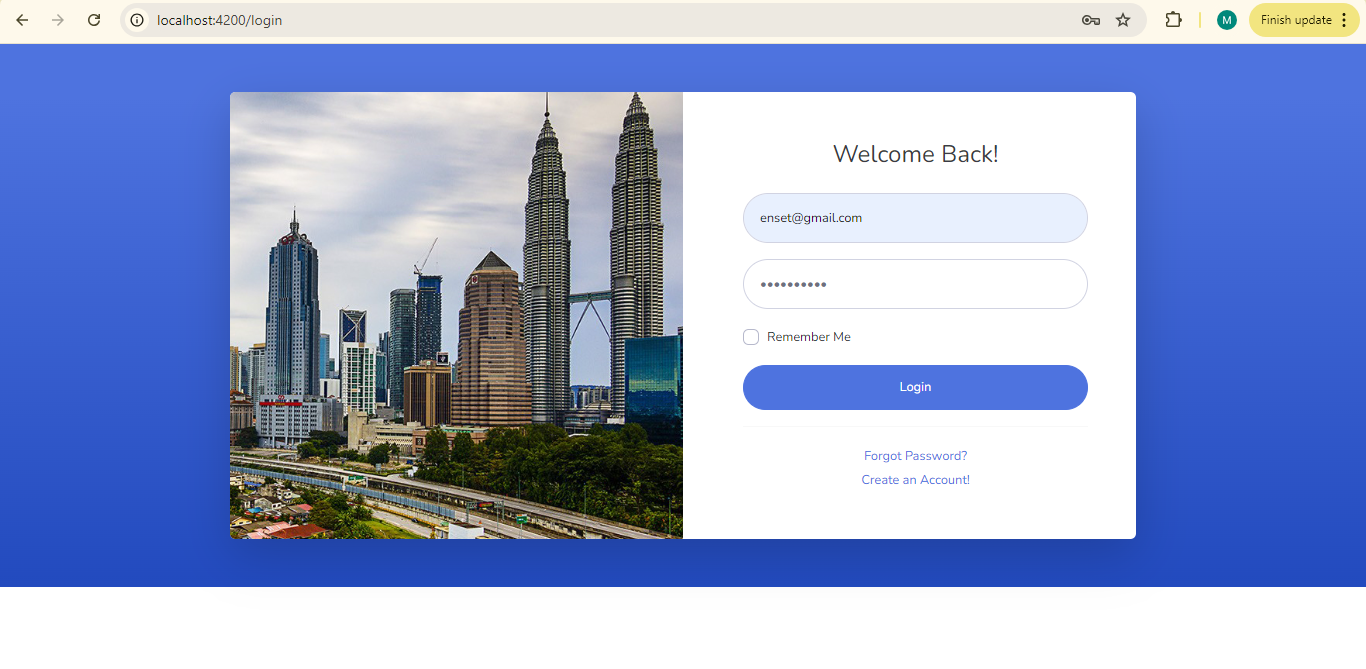 localhost:4200/login
M
Finish update
Welcome Back!
enset@gmail.com
••••••••••
Remember Me
Login
Forgot Password?
Create an Account!